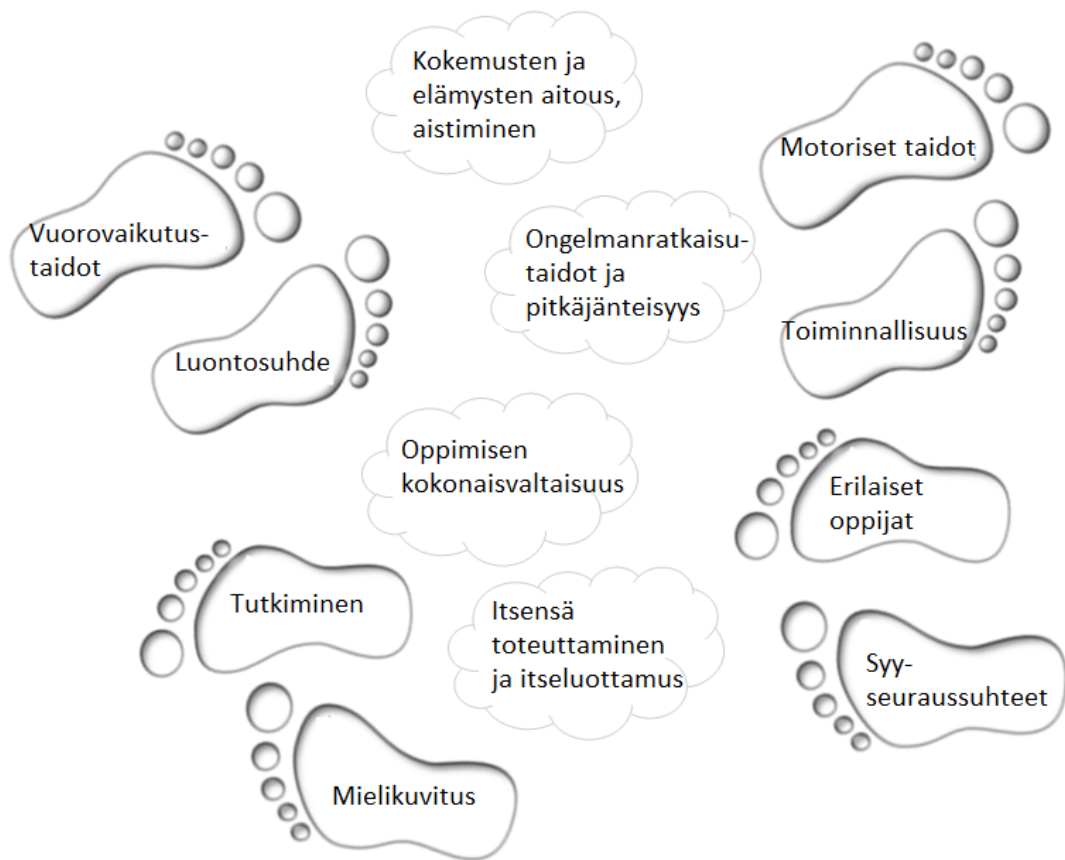 Kokemusten ja
elämysten aitous,
aistiminen
Motoriset taidot
Vuorovaikutus-
taidot
Ongelmanratkaisu-
taidot ja
pitkäjänteisyys
Toiminnallisuus
Luontosuhde
Oppimisen
kokonaisvaltaisuus
Erilaiset
oppijat
Tutkiminen
Itsensä
toteuttaminen
ja itseluottamus
Syy-
seuraussuhteet
Mielikuvitus